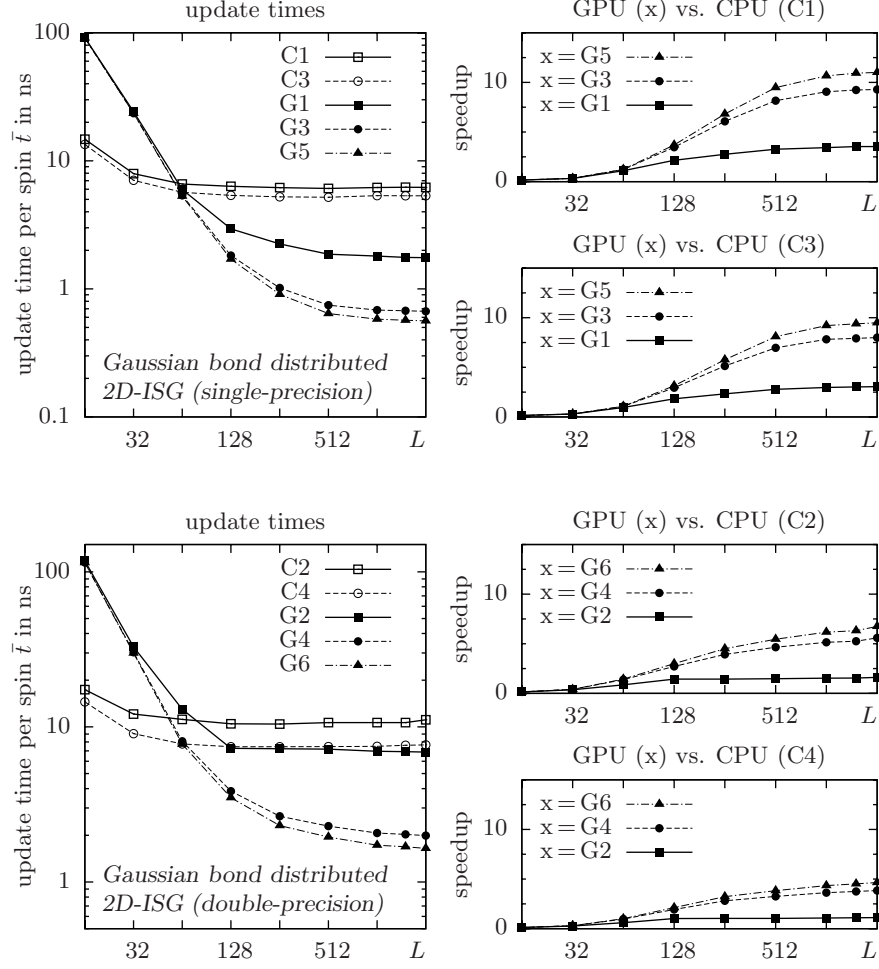 update times
100
10
1
0.1
update time per spin t̄ in ns
C1
C3
G1
G3
G5
Gaussian bond distributed
2D-ISG (single-precision)
32 128 512 L
GPU (x) vs. CPU (C1)
speedup
10
0
x = G5
x = G3
x = G1
32 128 512 L
GPU (x) vs. CPU (C3)
speedup
10
0
x = G5
x = G3
x = G1
32 128 512 L
update times
100
10
1
update time per spin t̄ in ns
C2
C4
G2
G4
G6
Gaussian bond distributed
2D-ISG (double-precision)
32 128 512 L
GPU (x) vs. CPU (C2)
speedup
10
0
x = G6
x = G4
x = G2
32 128 512 L
GPU (x) vs. CPU (C4)
speedup
10
0
x = G6
x = G4
x = G2
32 128 512 L